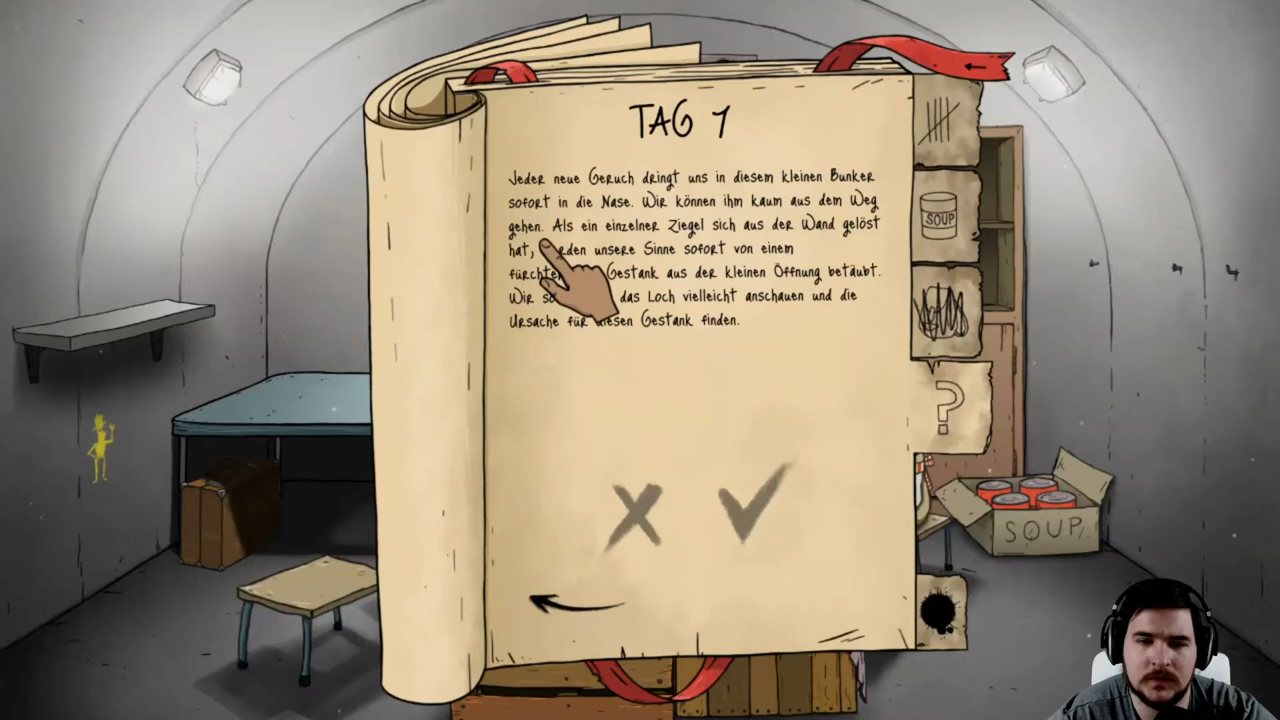 TAG 1
Jeder neue Geruch dringt uns in diesem kleinen Bunker
sofort in die Nase. Wir können ihm kaum aus dem Weg
gehen. Als ein einzelner Ziegel sich aus der Wand gelöst
hat, unsere Sinne sofort von einem
Gestank aus der kleinen Öffnung betäubt.
Wir das Loch vielleicht anschauen und die
Ursache für diesen Gestank finden.
SOUP
SOUP